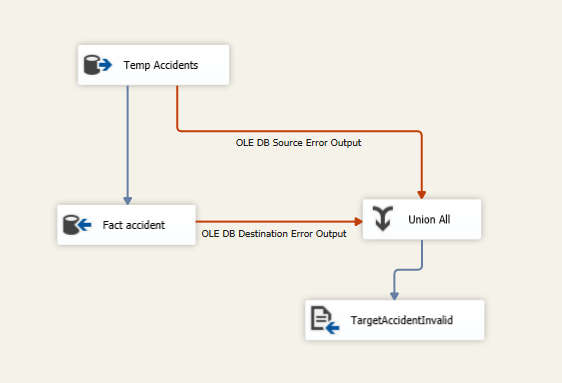 Temp Accidents
OLE DB Source Error Output
Fact accident
OLE DB Destination Error Output
Union All
TargetAccidentInvalid